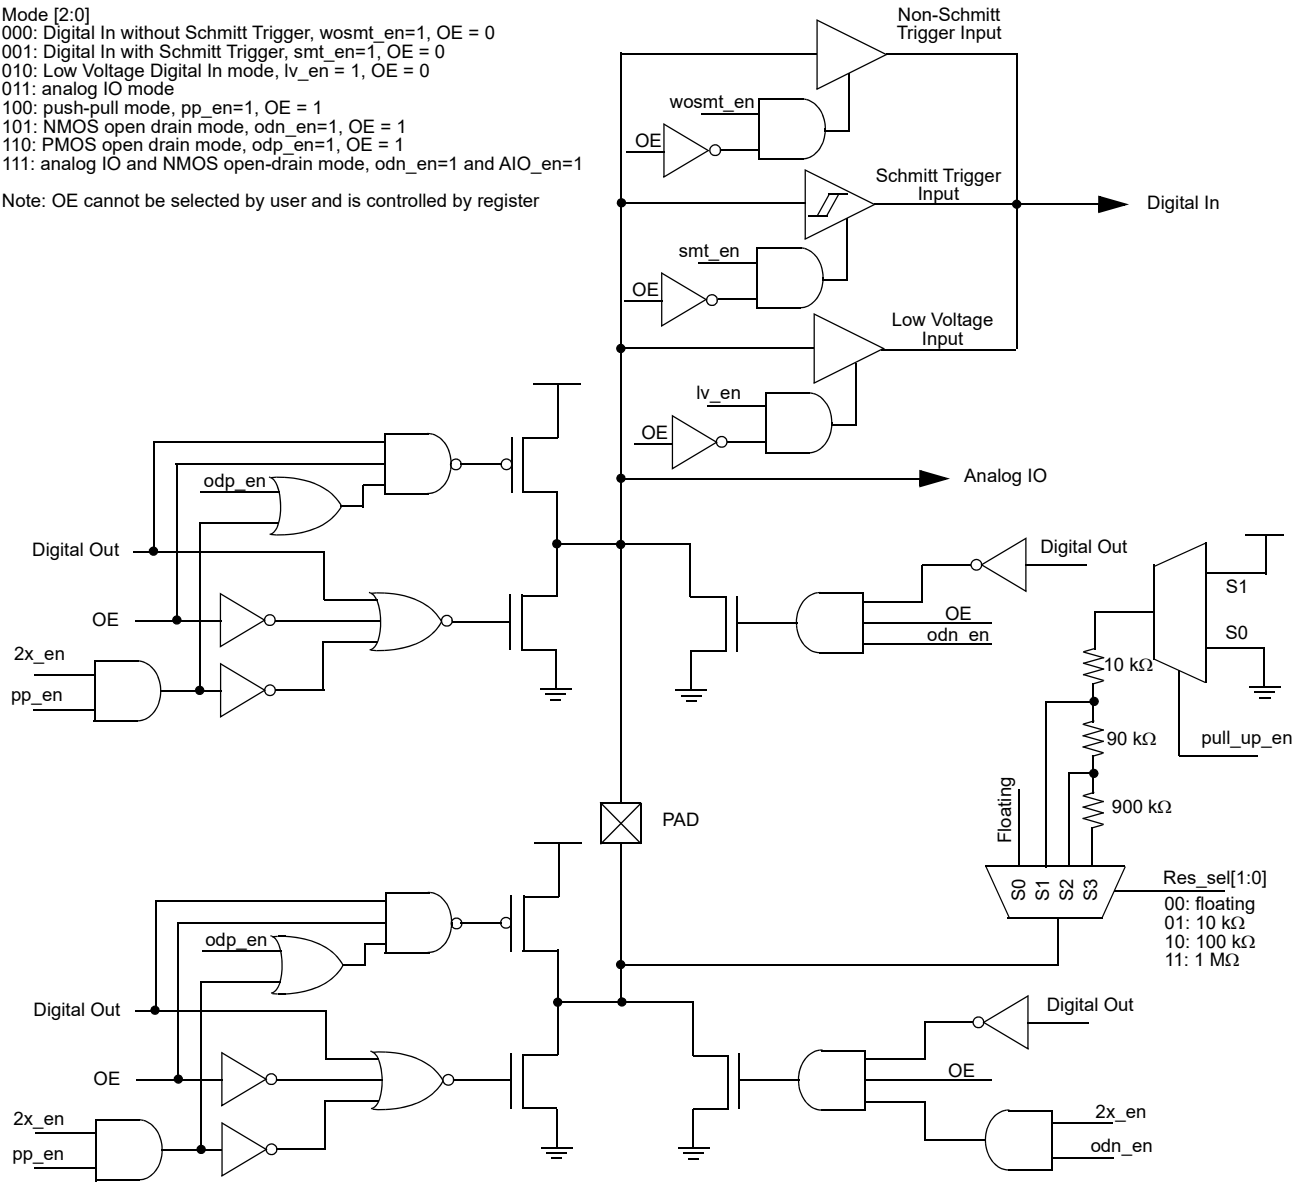 Mode [2:0]
000: Digital In without Schmitt Trigger, wosmt_en=1, OE = 0
001: Digital In with Schmitt Trigger, smt_en=1, OE = 0
010: Low Voltage Digital In mode, lv_en = 1, OE = 0
011: analog IO mode
100: push-pull mode, pp_en=1, OE = 1
101: NMOS open drain mode, odn_en=1, OE = 1
110: PMOS open drain mode, odp_en=1, OE = 1
111: analog IO and NMOS open-drain mode, odn_en=1 and AIO_en=1
Note: OE cannot be selected by user and is controlled by register
Non-Schmitt
Trigger Input
wosmt_en
OE
Schmitt Trigger
Input
Digital In
smt_en
OE
Low Voltage
Input
lv_en
OE
Analog IO
odp_en
Digital Out
OE
2x_en
pp_en
Digital Out
OE
odn_en
S1
S0
10 kΩ
90 kΩ
pull_up_en
900 kΩ
Floating
PAD
S0
S1
S2
S3
Res_sel[1:0]
00: floating
01: 10 kΩ
10: 100 kΩ
11: 1 MΩ
odp_en
Digital Out
OE
2x_en
pp_en
Digital Out
OE
2x_en
odn_en